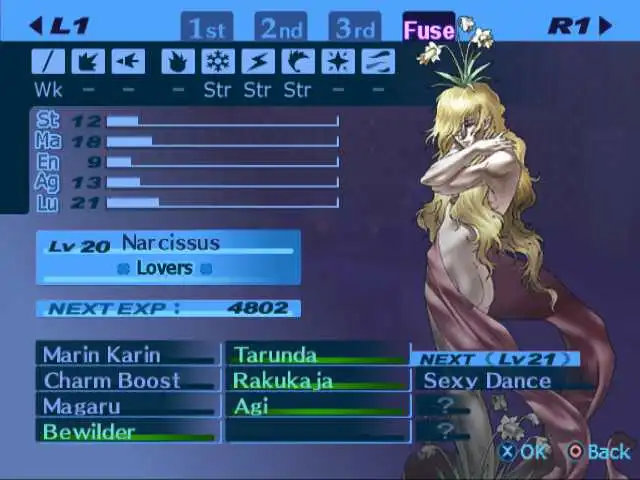 L1 1st 2nd 3rd Fuse R1
Wk - - - Str Str Str - -
St 12
Ma 18
En 9
Ag 13
Lu 21
Lv 20 Narcissus
Lovers
NEXT EXP : 4802
Marin Karin Tarunda NEXT (Lv21)
Charm Boost Rakukaja Sexy Dance
Magaru Agi ?
Bewilder ?
OK Back